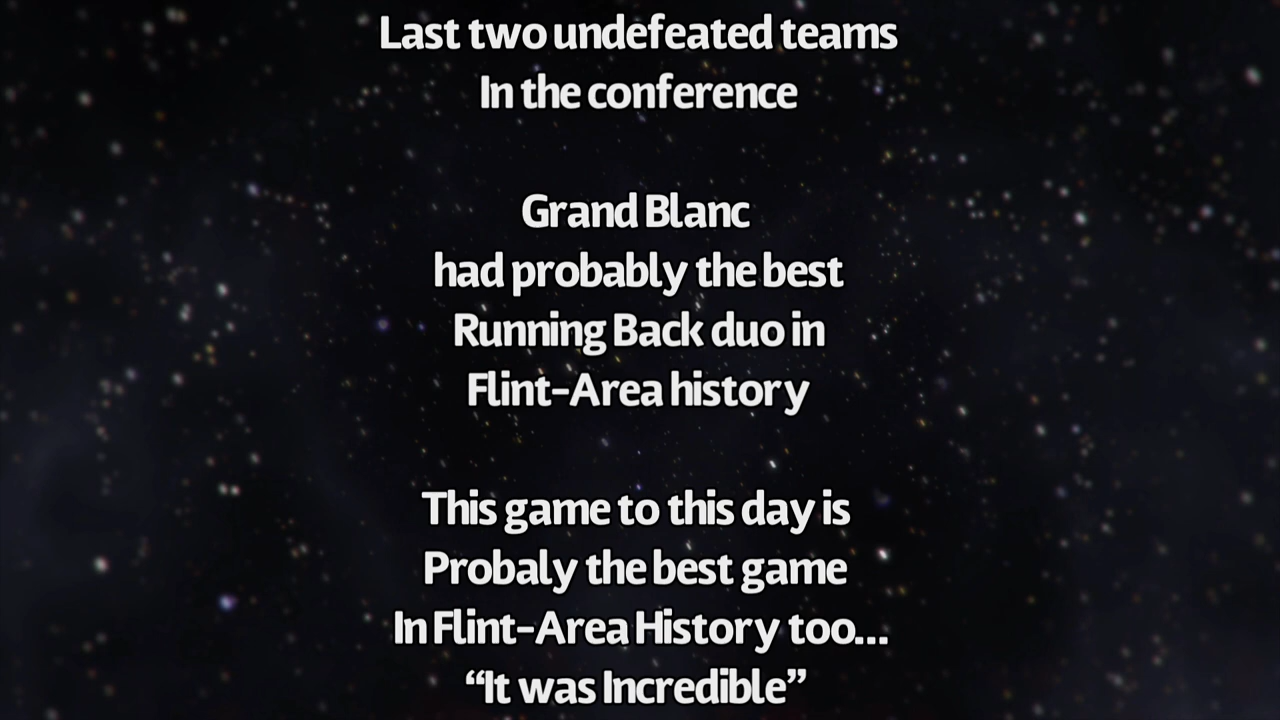 Last two undefeated teams
In the conference
Grand Blanc
had probably the best
Running Back duo in
Flint-Area history
This game to this day is
Probaly the best game
In Flint-Area History too...
“It was Incredible”